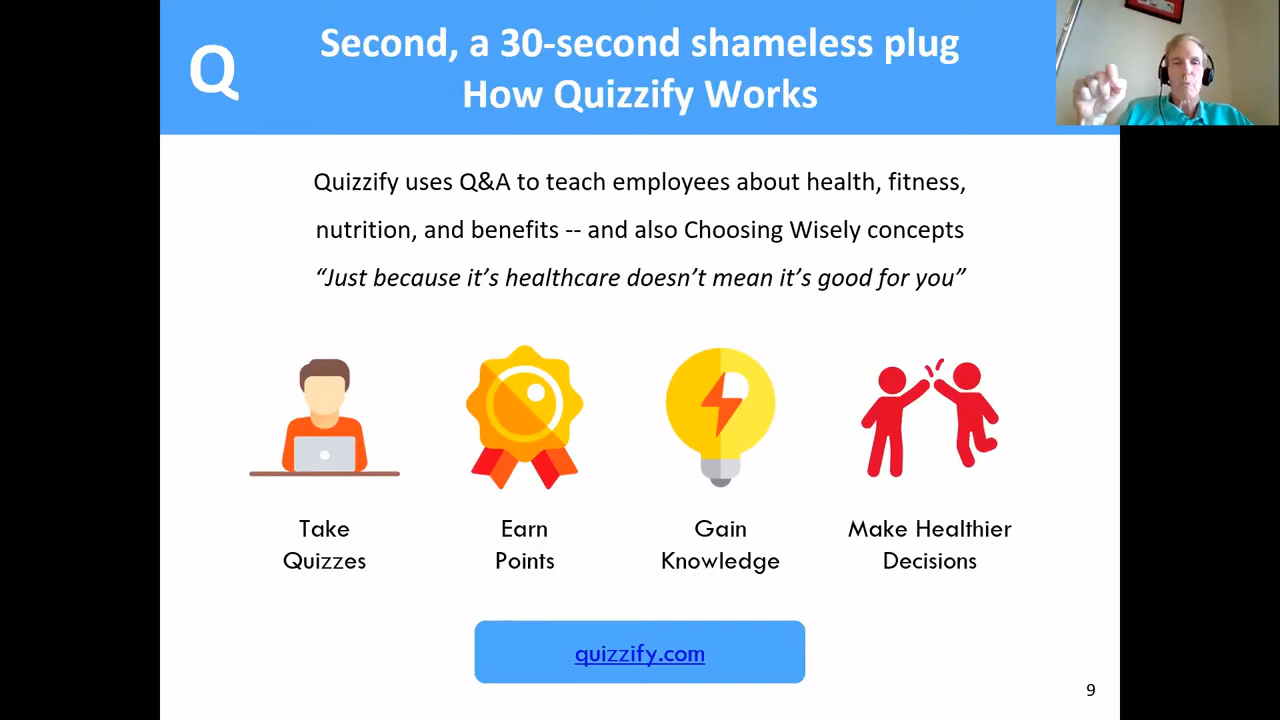 Q
Second, a 30-second shameless plug
How Quizzify Works
Quizzify uses Q&A to teach employees about health, fitness,
nutrition, and benefits -- and also Choosing Wisely concepts
“Just because it’s healthcare doesn’t mean it’s good for you”
Take
Quizzes
Earn
Points
Gain
Knowledge
Make Healthier
Decisions
quizzify.com
9